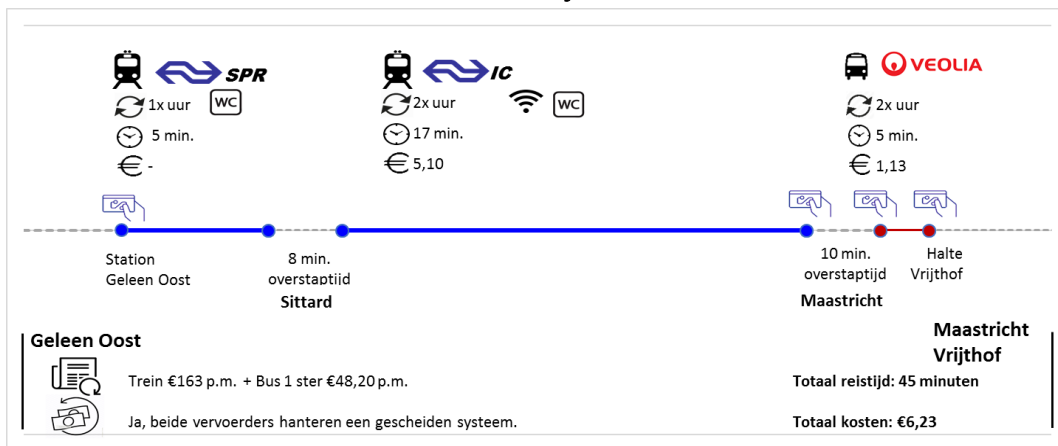 SPR
1x uur
WC
5 min.
€ -
IC
2x uur
WC
17 min.
€ 5,10
VEOLIA
2x uur
5 min.
€ 1,13
Station
Geleen Oost
8 min.
overstaptijd
Sittard
10 min.
overstaptijd
Maastricht
Halte
Vrijthof
Geleen Oost
Maastricht
Vrijthof
Trein €163 p.m. + Bus 1 ster €48,20 p.m.
Totaal reistijd: 45 minuten
Ja, beide vervoerders hanteren een gescheiden systeem.
Totaal kosten: €6,23